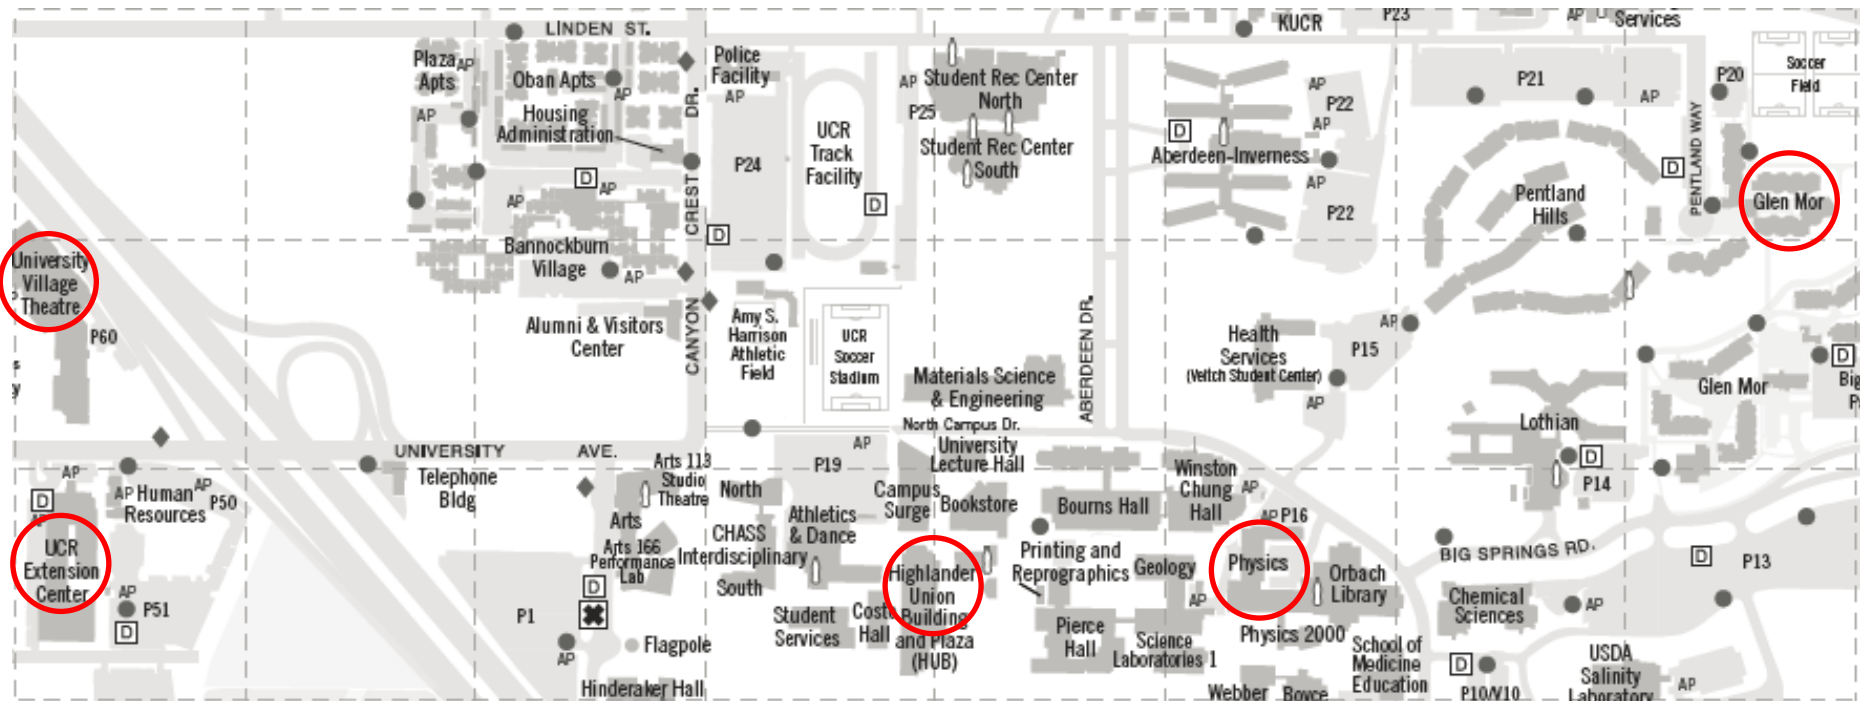 LINDEN ST.
KUCR
P23
AP
Services
Plaza
Apts
AP
Oban Apts
AP
Housing
Administration
AP
D
AP
AP
Bannockburn
Village
AP
Alumni & Visitors
Center
CANYON CREST DR.
Police
Facility
AP
P24
UCR
Track
Facility
D
D
AP
P25
Student Rec Center
North
Student Rec Center
South
D
Aberdeen-Inverness
AP
P22
AP
AP
P22
P21
AP
PENTLAND WAY
P20
D
Soccer
Field
Pentland
Hills
Glen Mor
University
Village
Theatre
P60
Amy S.
Harrison
Athletic
Field
UCR
Soccer
Stadium
Materials Science
& Engineering
ABERDEEN DR.
Health
Services
(Veitch Student Center)
AP
P15
AP
Glen Mor
D
Big
Lothian
D
AP
P14
North Campus Dr.
UNIVERSITY AVE.
Telephone
Bldg
AP
D
AP
Human
Resources
AP
P50
UCR
Extension
Center
AP
P51
D
Arts 113
Studio
Theatre
Arts
Arts 166
Performance
Lab
D
P1
AP
Flagpole
Hinderaker Hall
North
CHASS
Interdisciplinary
South
AP
P19
Athletics
& Dance
Student
Services
Costo
Hall
University
Lecture Hall
Campus
Surge
Bookstore
Highlander
Union
Building
and Plaza
(HUB)
Bourns Hall
Printing and
Reprographics
Pierce
Hall
Geology
AP
Science
Laboratories 1
Winston
Chung
Hall
AP
AP P16
Physics
Physics 2000
Orbach
Library
School of
Medicine
Education
Webber
Boyce
BIG SPRINGS RD.
Chemical
Sciences
AP
D
P13
D
P10/V10
USDA
Salinity
Laboratory
AP